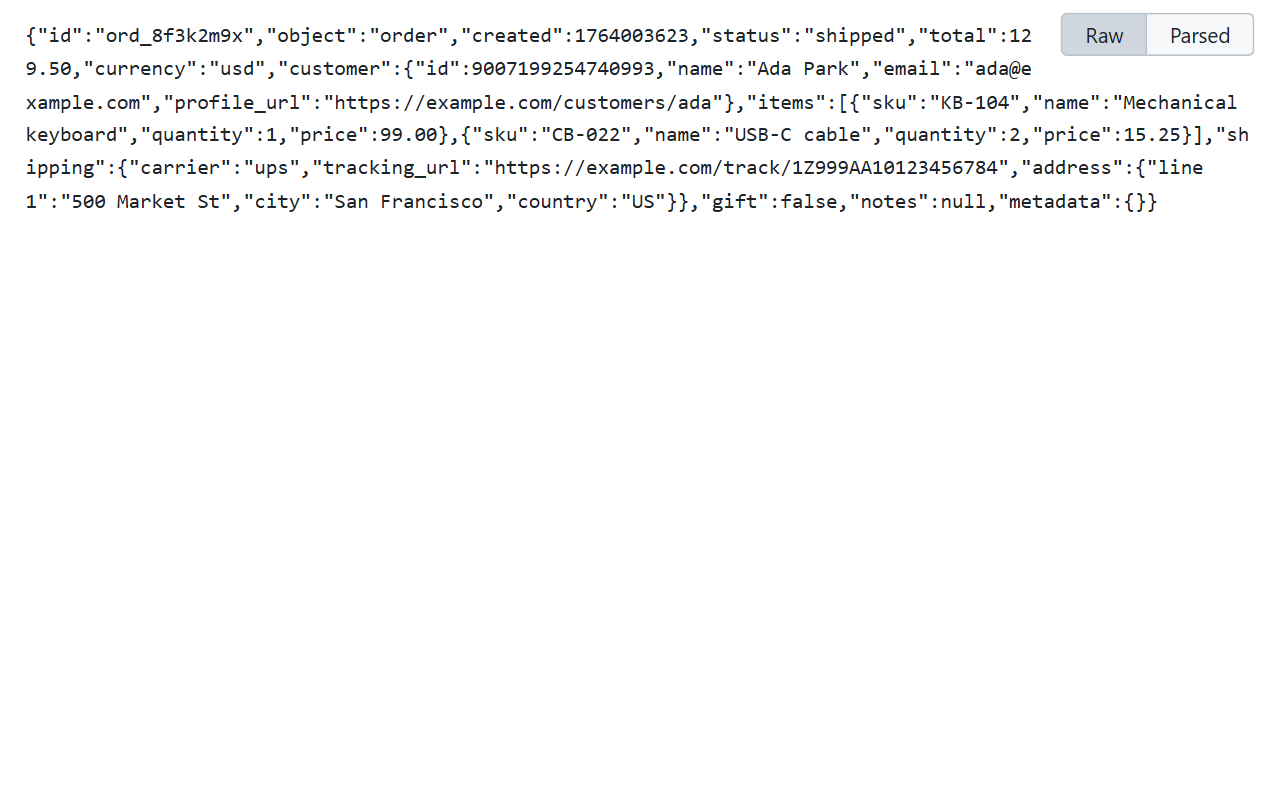 {"id":"ord_8f3k2m9x","object":"order","created":1764003623,"status":"shipped","total":12
9.50,"currency":"usd","customer":{"id":9007199254740993,"name":"Ada Park","email":"ada@e
xample.com","profile_url":"https://example.com/customers/ada"},"items":[{"sku":"KB-104","name":"Mechanical
keyboard","quantity":1,"price":99.00},{"sku":"CB-022","name":"USB-C cable","quantity":2,"price":15.25}],"sh
ipping":{"carrier":"ups","tracking_url":"https://example.com/track/1Z999AA10123456784","address":{"line
1":"500 Market St","city":"San Francisco","country":"US"}},"gift":false,"notes":null,"metadata":{}}
Raw
Parsed